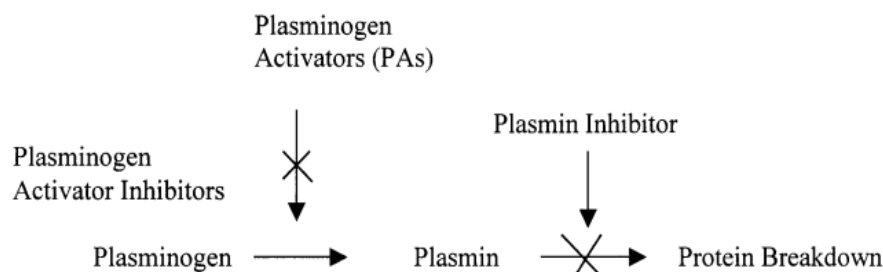 Plasminogen
Activators (PAs)
Plasmin Inhibitor
Plasminogen
Activator Inhibitors
Plasminogen
Plasmin
Protein Breakdown